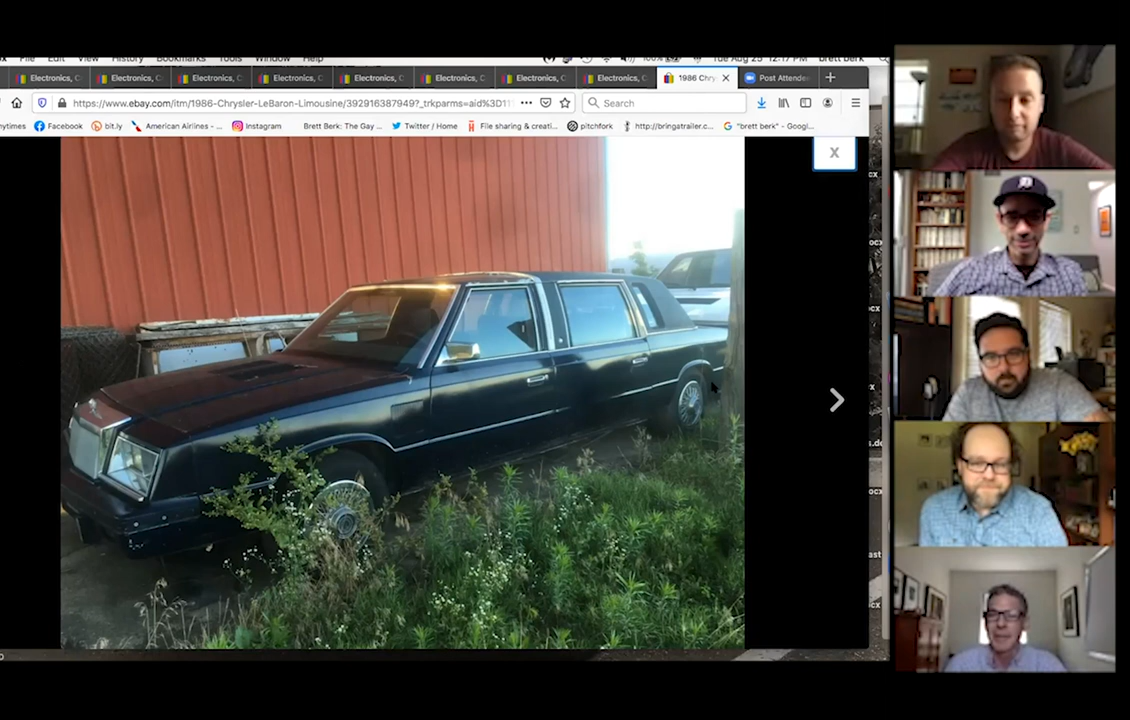 File Edit View History Bookmarks Tools Window Help Tue Aug 25 12:17 PM brett berk
Electronics, C Electronics, C Electronics, C Electronics, C Electronics, C Electronics, C Electronics, C Electronics, C 1986 Chry Post Attende
https://www.ebay.com/itm/1986-Chrysler-LeBaron-Limousine/392916387949?_trkparms=aid%3D11 Search
nytimes Facebook bit.ly American Airlines - ... Instagram Brett Berk: The Gay ... Twitter / Home File sharing & creati... pitchfork http://bringatrailer.c... "brett berk" - Googl...
X